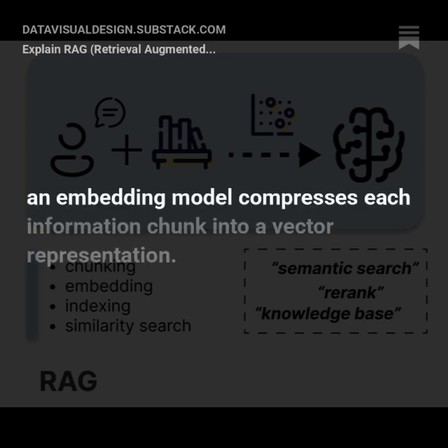 DATAVISUALDESIGN.SUBSTACK.COM
Explain RAG (Retrieval Augmented...
an embedding model compresses each
information chunk into a vector
representation.
• chunking
• embedding
• indexing
• similarity search
“semantic search”
“rerank”
“knowledge base”
RAG